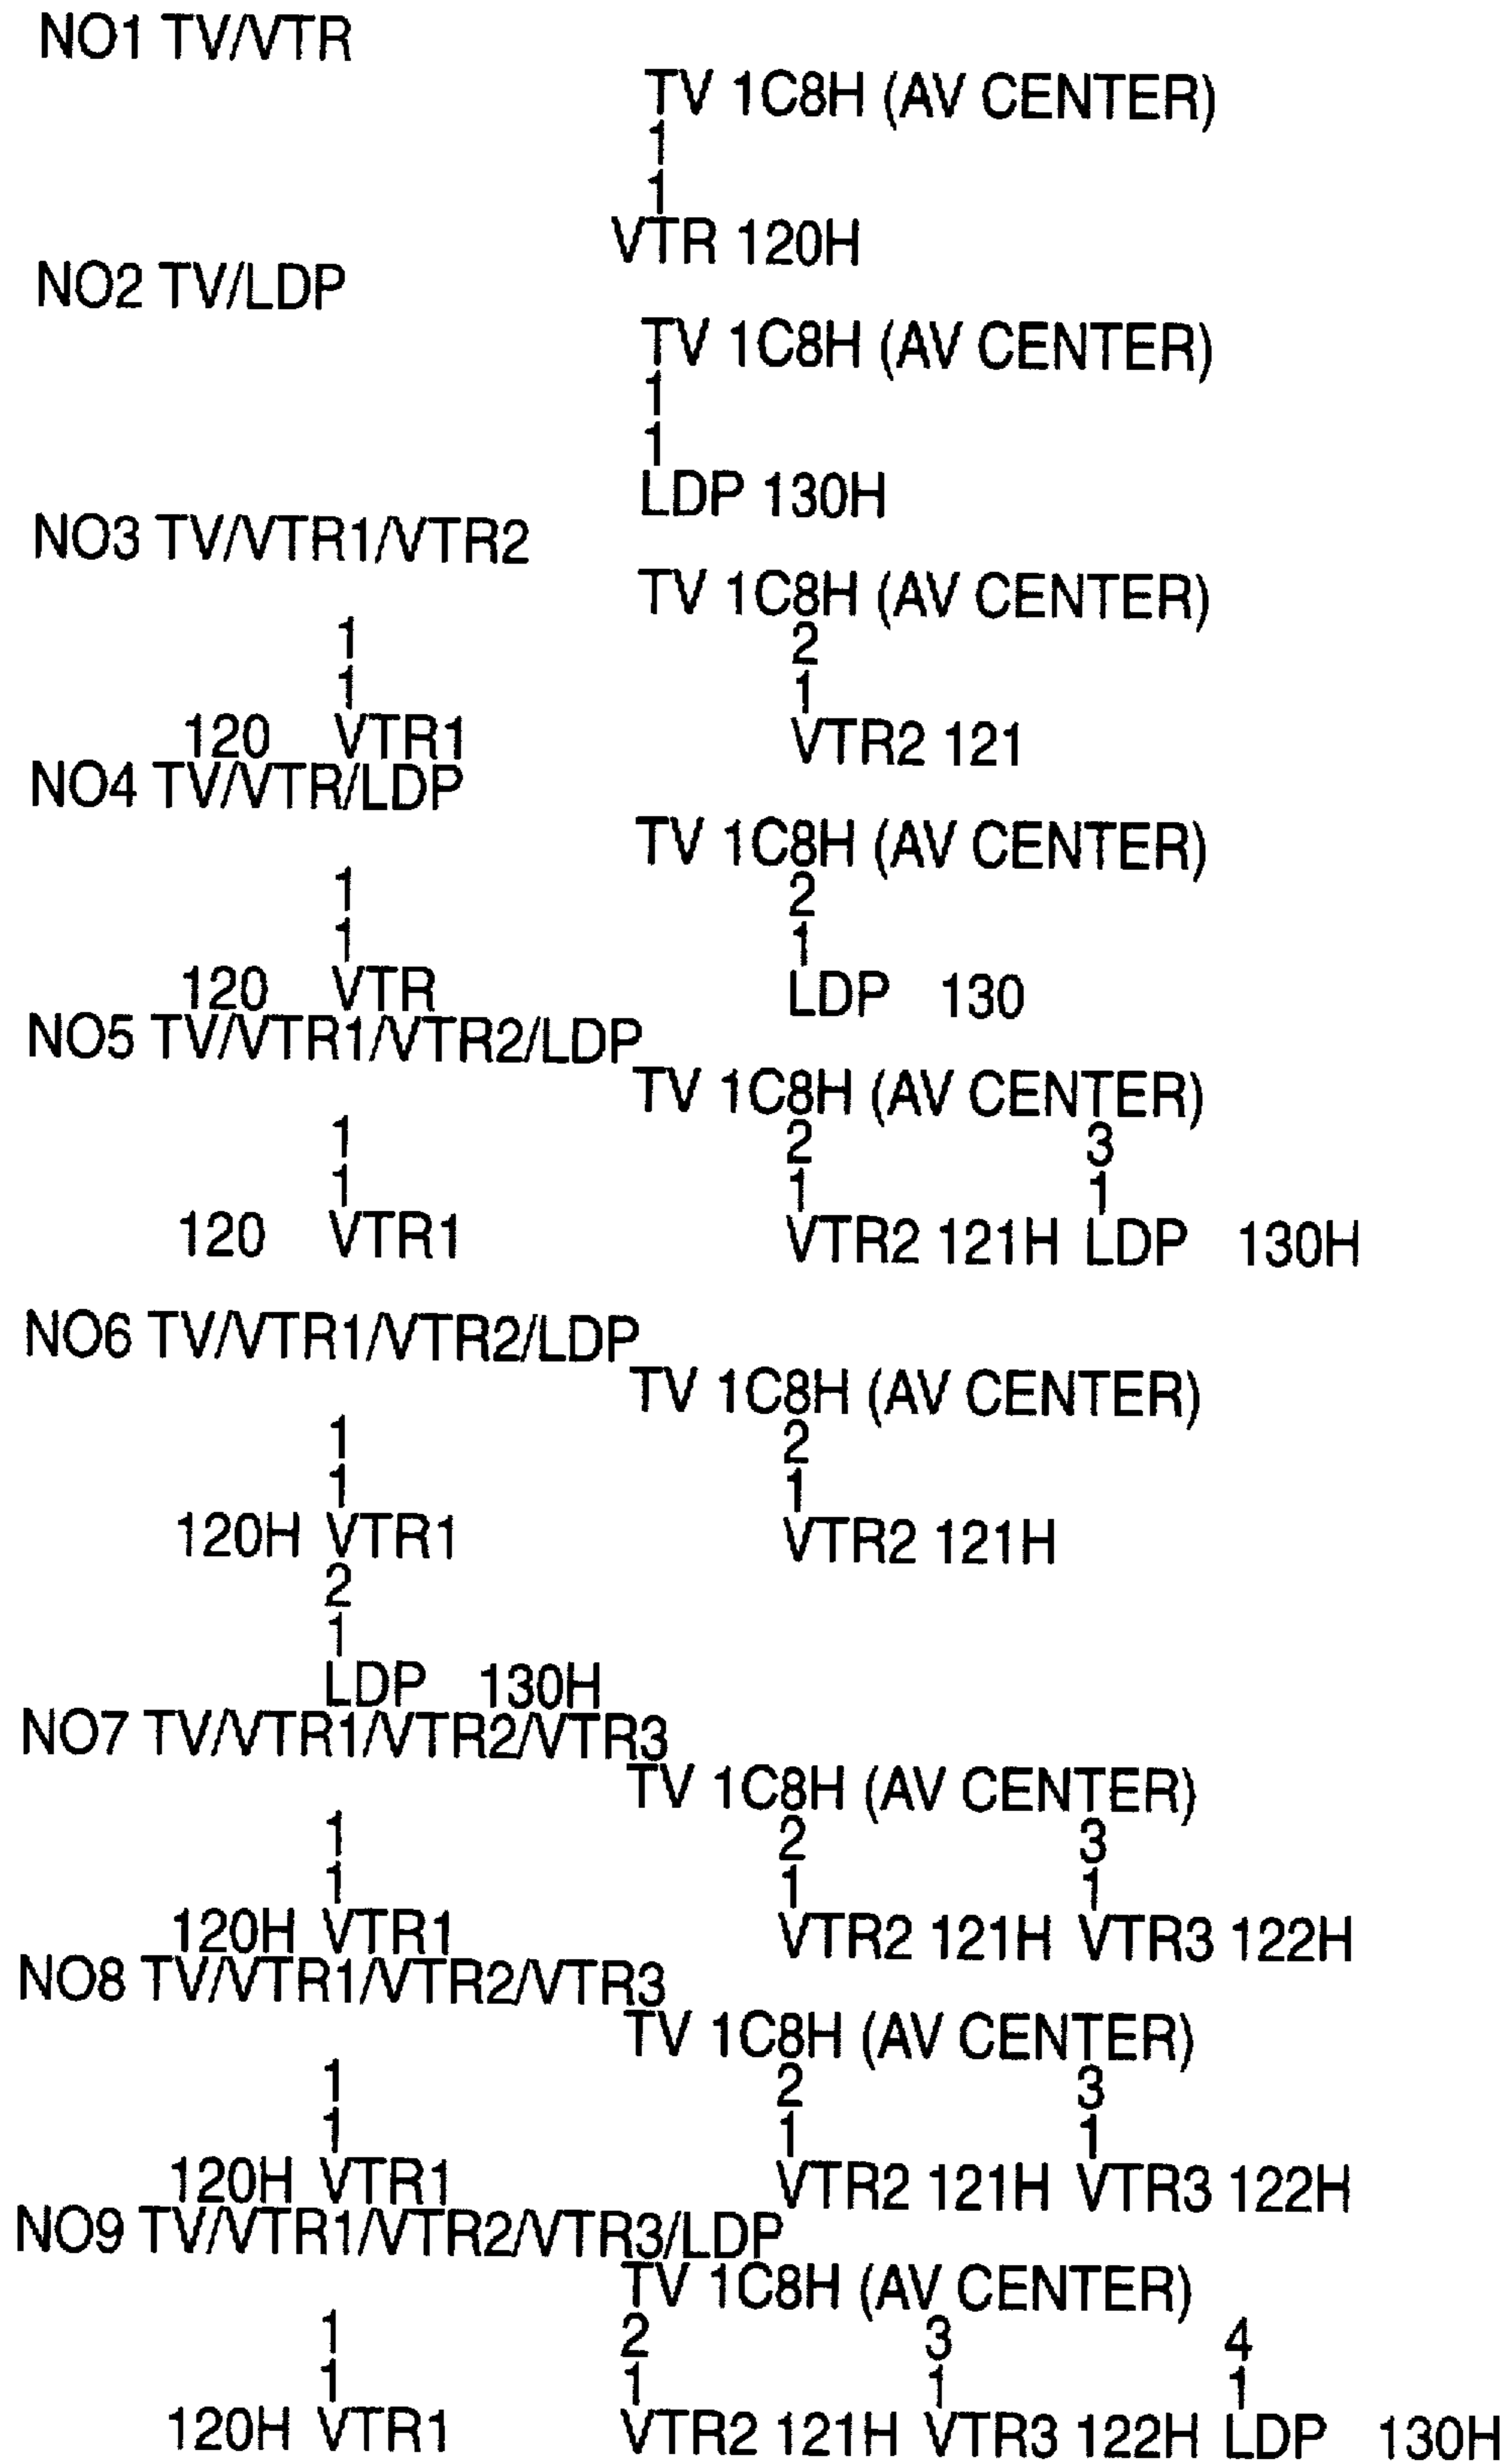 NO1 TV/VTR
TV 1C8H (AV CENTER)
1
1
VTR 120H
NO2 TV/LDP
TV 1C8H (AV CENTER)
1
1
LDP 130H
NO3 TV/VTR1/VTR2
TV 1C8H (AV CENTER)
1 2
1 1
120 VTR1 VTR2 121
NO4 TV/VTR/LDP
TV 1C8H (AV CENTER)
1 2
1 1
120 VTR LDP 130
NO5 TV/VTR1/VTR2/LDP
TV 1C8H (AV CENTER)
1 2 3
1 1 1
120 VTR1 VTR2 121H LDP 130H
NO6 TV/VTR1/VTR2/LDP
TV 1C8H (AV CENTER)
1 2
1 1
120H VTR1 VTR2 121H
2
1
LDP 130H
NO7 TV/VTR1/VTR2/VTR3
TV 1C8H (AV CENTER)
1 2 3
1 1 1
120H VTR1 VTR2 121H VTR3 122H
NO8 TV/VTR1/VTR2/VTR3
TV 1C8H (AV CENTER)
1 2 3
1 1 1
120H VTR1 VTR2 121H VTR3 122H
NO9 TV/VTR1/VTR2/VTR3/LDP
TV 1C8H (AV CENTER)
1 2 3 4
1 1 1 1
120H VTR1 VTR2 121H VTR3 122H LDP 130H